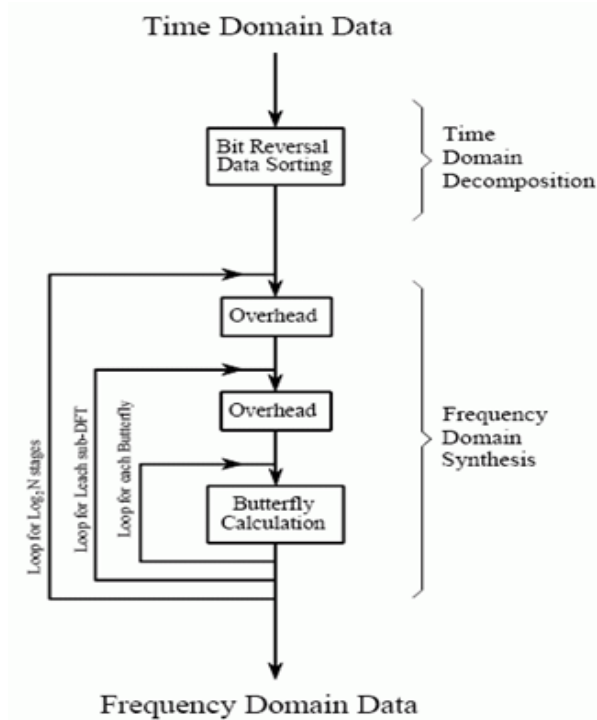 Time Domain Data
Bit Reversal
Data Sorting
Time
Domain
Decomposition
Overhead
Overhead
Frequency
Domain
Synthesis
Butterfly
Calculation
Loop for Log₂N stages
Loop for Leach sub-DFT
Loop for each Butterfly
Frequency Domain Data